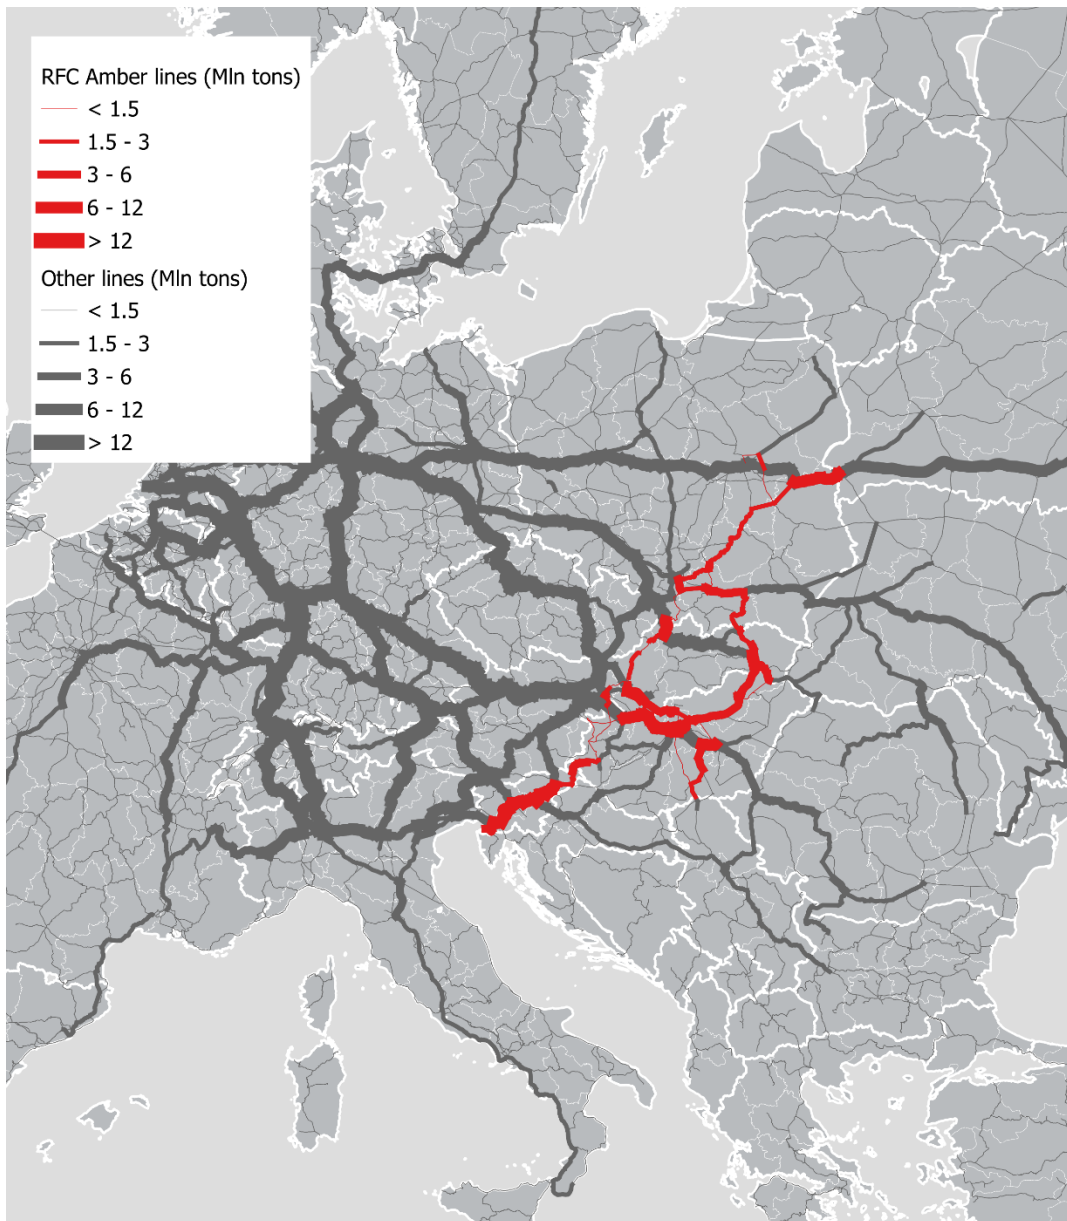 RFC Amber lines (Mln tons)
< 1.5
1.5 - 3
3 - 6
6 - 12
> 12
Other lines (Mln tons)
< 1.5
1.5 - 3
3 - 6
6 - 12
> 12